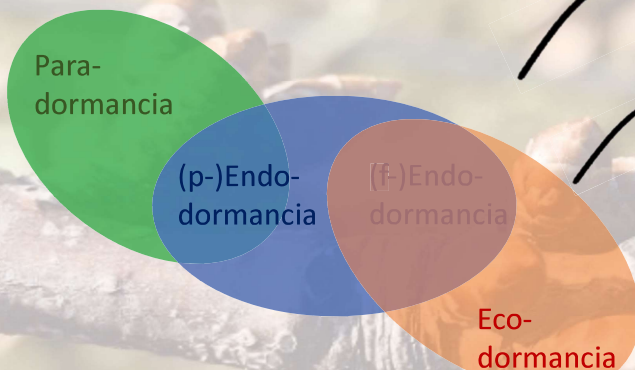 Para-
dormancia
(p-)Endo-
dormancia
(f-)Endo-
dormancia
Eco-
dormancia